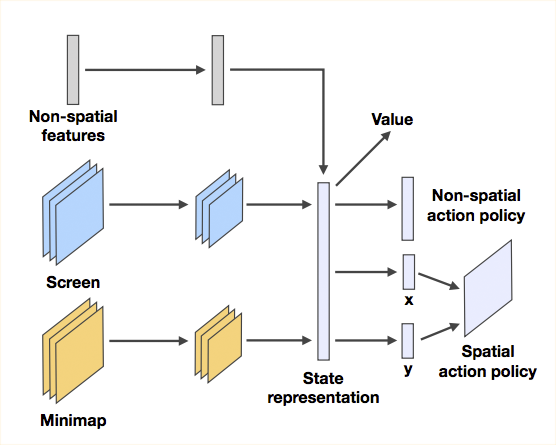 Non-spatial
features
Value
Non-spatial
action policy
Screen
x
y
Spatial
action policy
State
representation
Minimap